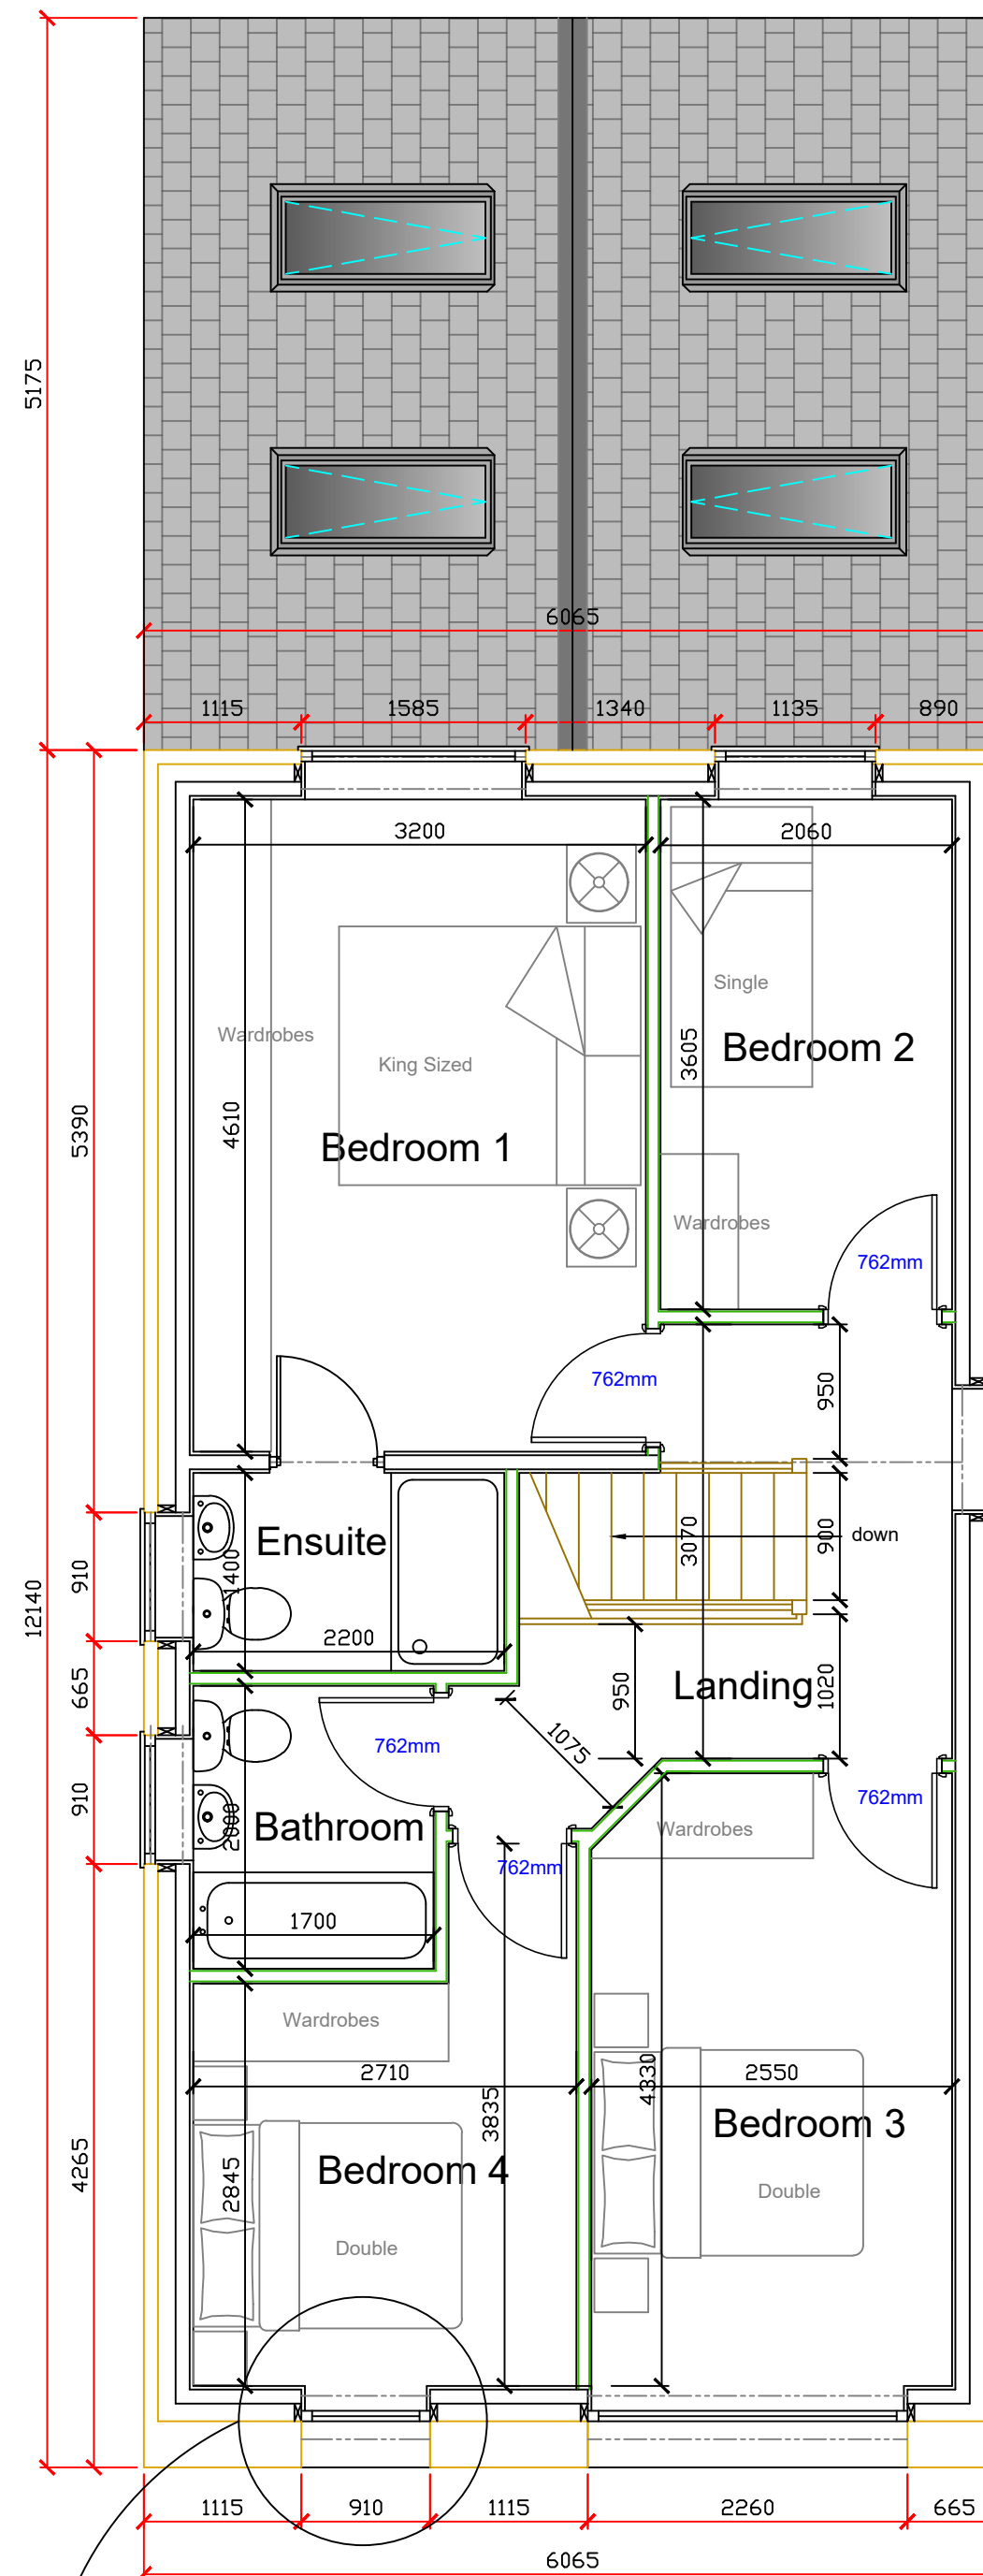 5175
6065
1115
1585
1340
1135
890
3200
2060
Single
Wardrobes
3605
Bedroom 2
King Sized
4610
5390
Bedroom 1
Wardrobes
762mm
762mm
950
Ensuite
1400
3070
900
down
910
12140
2200
665
950
Landing
1020
762mm
1075
910
762mm
2000
Bathroom
Wardrobes
762mm
1700
Wardrobes
2710
4330
2550
3835
Bedroom 3
4265
2845
Bedroom 4
Double
Double
1115
910
1115
2260
665
6065